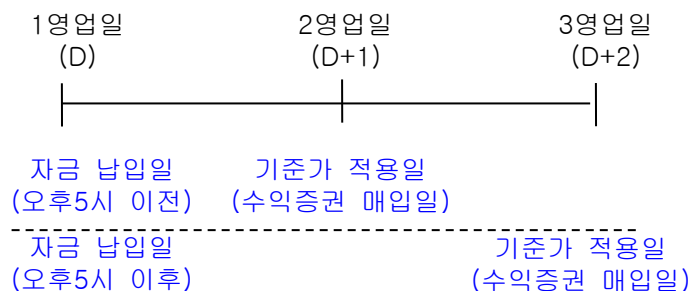 1영업일 2영업일 3영업일
(D) (D+1) (D+2)
자금 납입일 기준가 적용일
(오후5시 이전) (수익증권 매입일)
자금 납입일 기준가 적용일
(오후5시 이후) (수익증권 매입일)